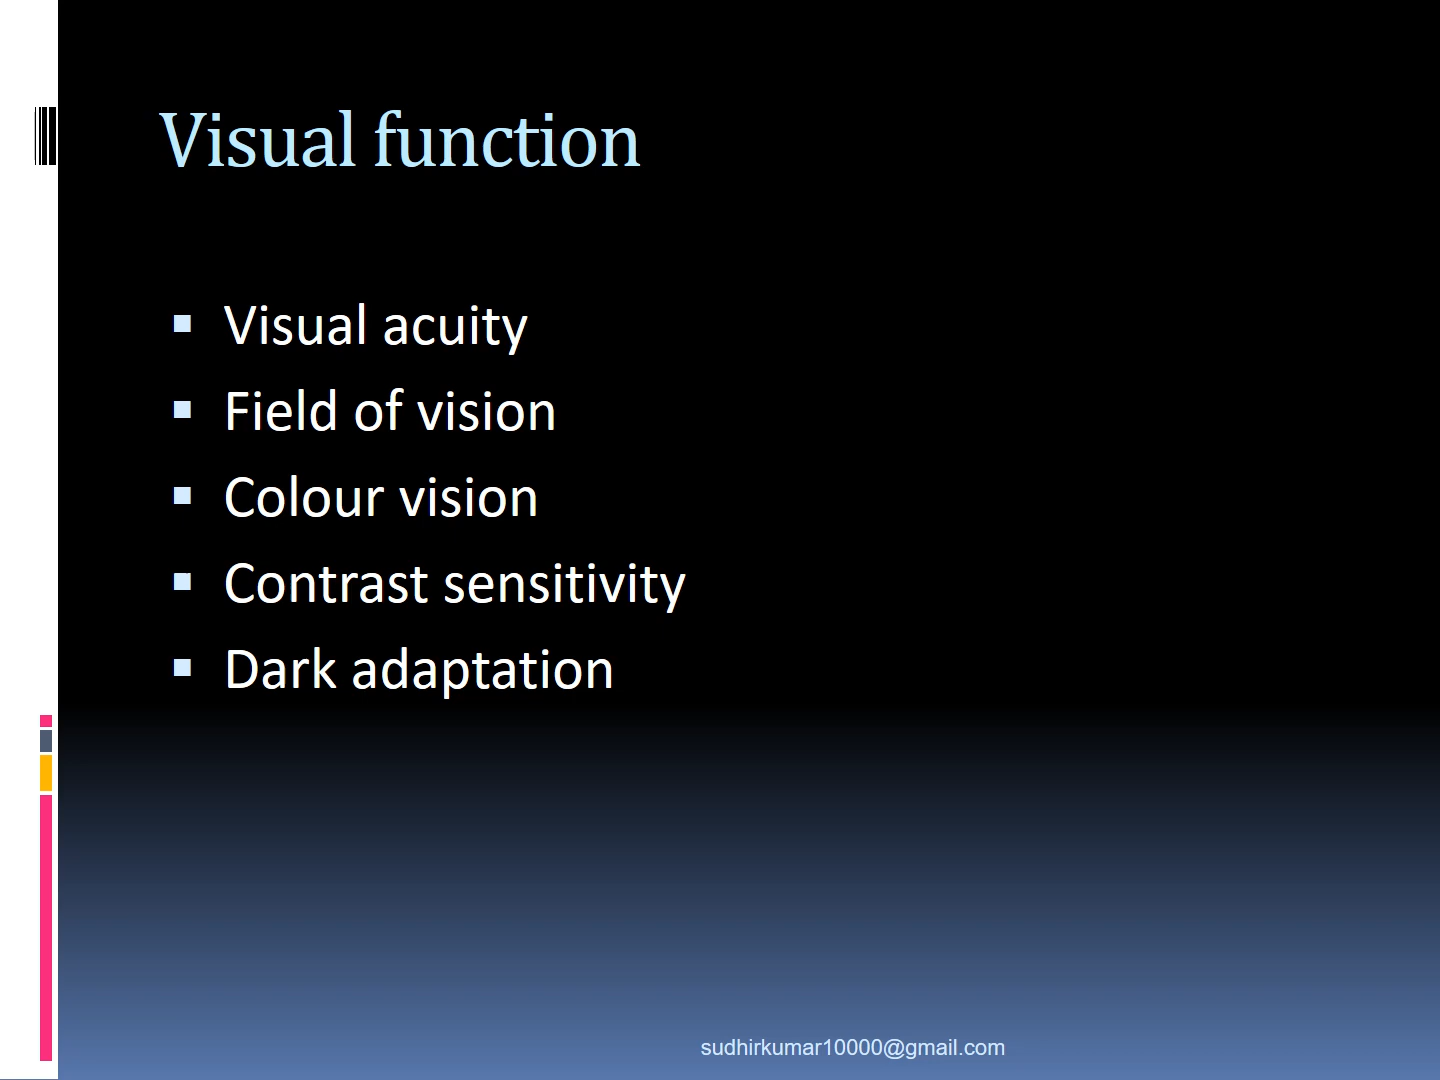 Visual function
Visual acuity
Field of vision
Colour vision
Contrast sensitivity
Dark adaptation
sudhirkumar10000@gmail.com